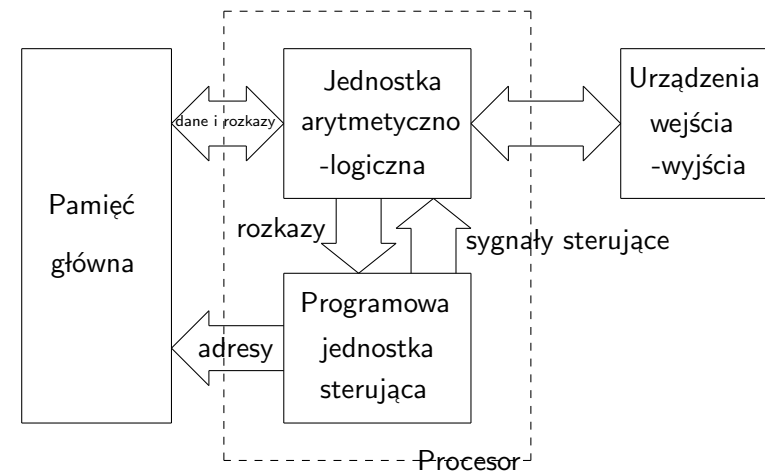 Pamięć
główna
dane i rozkazy
Jednostka
arytmetyczno
-logiczna
Urządzenia
wejścia
-wyjścia
rozkazy
sygnały sterujące
adresy
Programowa
jednostka
sterująca
Procesor